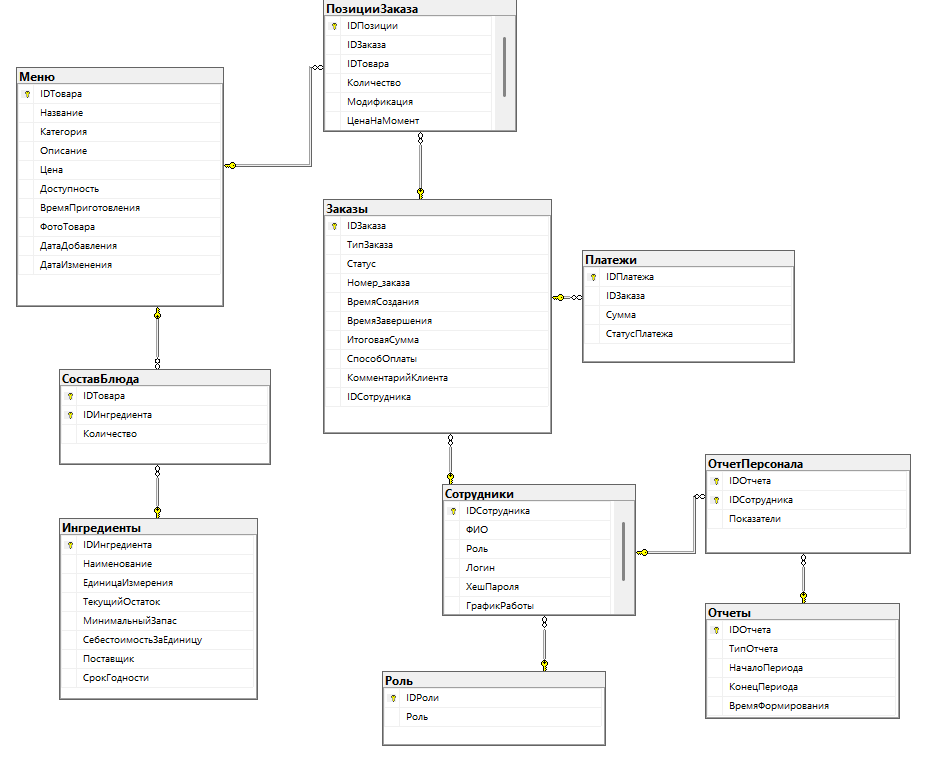 ПозицииЗаказа
IDПозиции
IDЗаказа
IDТовара
Количество
Модификация
ЦенаНаМомент
Меню
IDТовара
Название
Категория
Описание
Цена
Доступность
ВремяПриготовления
ФотоТовара
ДатаДобавления
ДатаИзменения
Заказы
IDЗаказа
ТипЗаказа
Статус
Номер_заказа
ВремяСоздания
ВремяЗавершения
ИтоговаяСумма
СпособОплаты
КомментарийКлиента
IDСотрудника
Платежи
IDПлатежа
IDЗаказа
Сумма
СтатусПлатежа
СоставБлюда
IDТовара
IDИнгредиента
Количество
Ингредиенты
IDИнгредиента
Наименование
ЕдиницаИзмерения
ТекущийОстаток
МинимальныйЗапас
СебестоимостьЗаЕдиницу
Поставщик
СрокГодности
Сотрудники
IDСотрудника
ФИО
Роль
Логин
ХешПароля
ГрафикРаботы
ОтчетПерсонала
IDОтчета
IDСотрудника
Показатели
Отчеты
IDОтчета
ТипОтчета
НачалоПериода
КонецПериода
ВремяФормирования
Роль
IDРоли
Роль